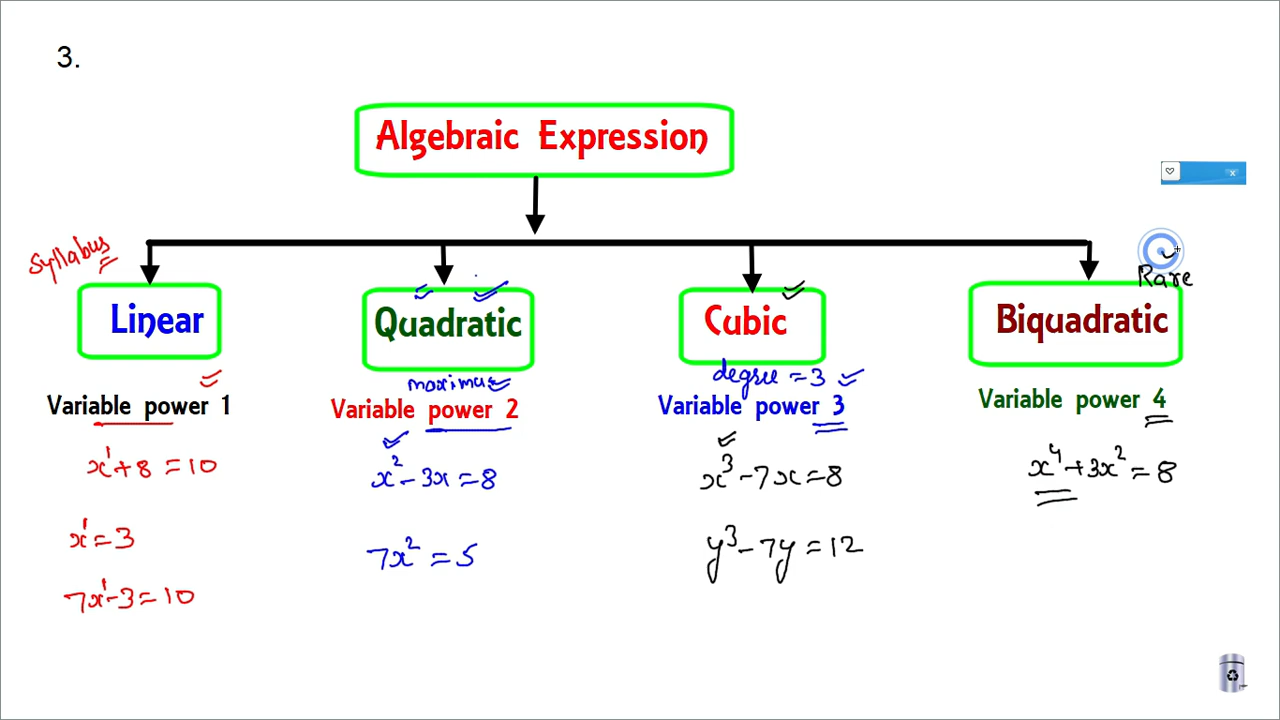 3.
Algebraic Expression
Syllabus
Rare
Linear
Quadratic
Cubic
Biquadratic
Variable power 1
x¹+8=10
x¹=3
7x¹-3=10
maximum
Variable power 2
x²-3x=8
7x²=5
degree=3
Variable power 3
x³-7x=8
y³-7y=12
Variable power 4
x⁴+3x²=8